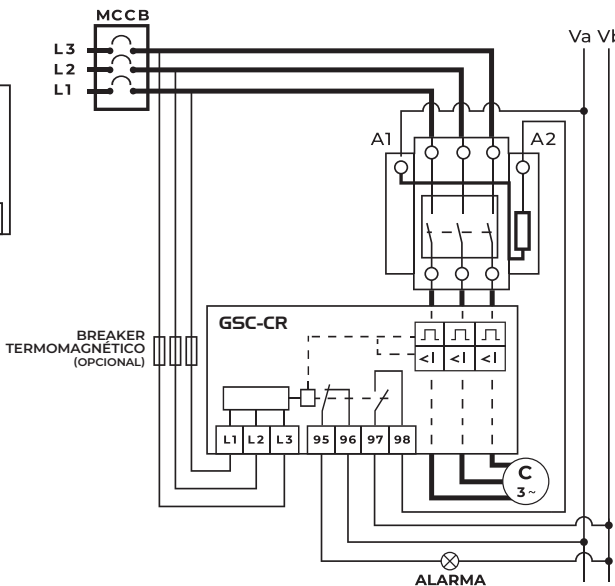 MCCB
L3
L2
L1
Va Vb
A1
A2
GSC-CR
BREAKER
TERMOMAGNÉTICO
(OPCIONAL)
<I <I <I
L1 L2 L3 95 96 97 98
C
3~
ALARMA